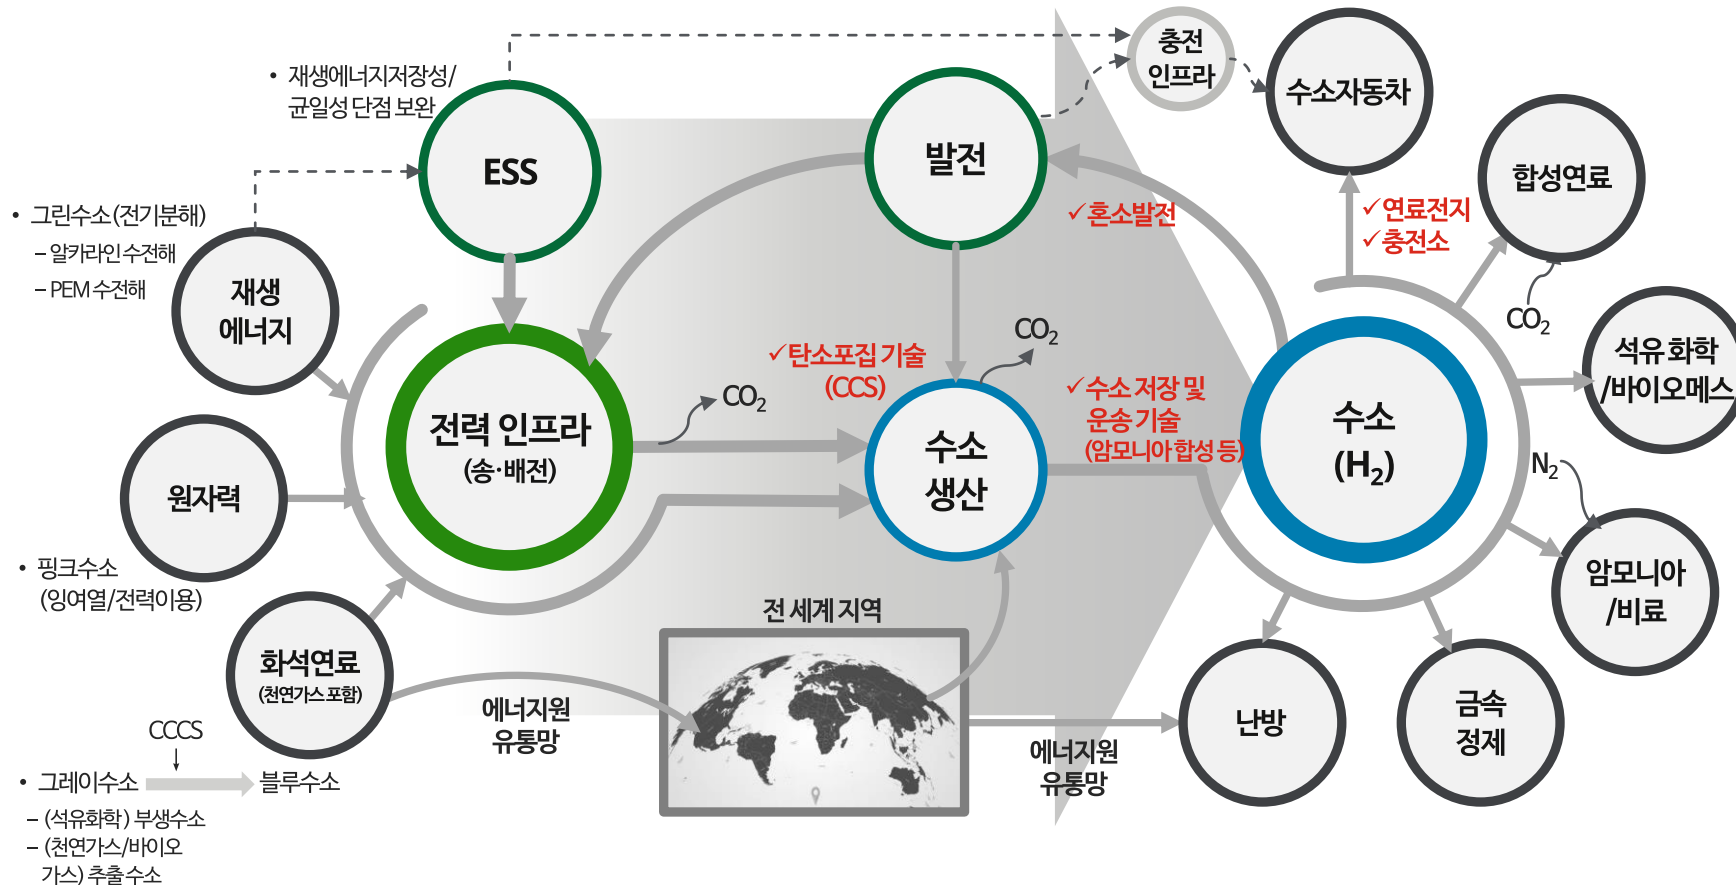 • 재생에너지저장성/
균일성 단점 보완
ESS
발전
충전
인프라
수소자동차
합성연료
• 그린수소(전기분해)
– 알카라인 수전해
– PEM 수전해
✓혼소발전
✓연료전지
✓충전소
재생
에너지
CO₂
CO₂
✓탄소포집 기술
(CCS)
석유 화학
/바이오메스
전력 인프라
(송·배전)
CO₂
✓수소 저장 및
운송 기술
(암모니아 합성 등)
수소
(H₂)
수소
생산
원자력
N₂
• 핑크수소
(잉여열/전력이용)
암모니아
/비료
전 세계 지역
화석연료
(천연가스 포함)
에너지원
유통망
에너지원
유통망
난방
금속
정제
CCCS
• 그레이수소
블루수소
– (석유화학) 부생수소
– (천연가스/바이오
가스) 추출 수소